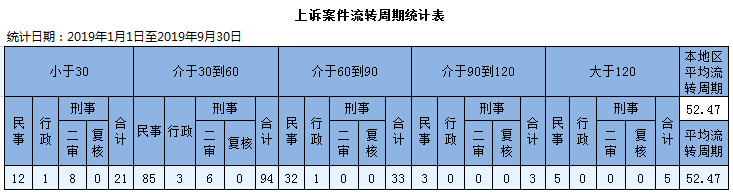 上诉案件流转周期统计表
统计日期：2019年1月1日至2019年9月30日
小于30 介于30到60 介于60到90 介于90到120 大于120 本地区平均流转周期
民事 行政 刑事 合计 民事 行政 刑事 合计 民事 行政 刑事 合计 民事 行政 刑事 合计 民事 行政 刑事 合计 52.47
二审 复核 二审 复核 二审 复核 二审 复核 二审 复核 平均流转周期
12 1 8 0 21 85 3 6 0 94 32 1 0 0 33 3 0 0 0 3 5 0 0 0 5 52.47